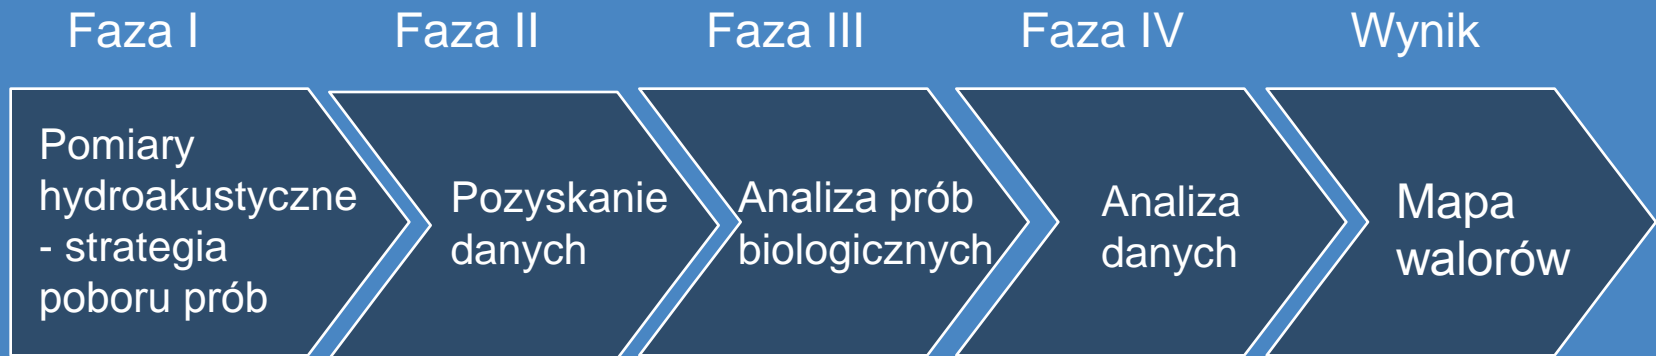 Faza I
Faza II
Faza III
Faza IV
Wynik
Pomiary
hydroakustyczne
- strategia
poboru prób
Pozyskanie
danych
Analiza prób
biologicznych
Analiza
danych
Mapa
walorów